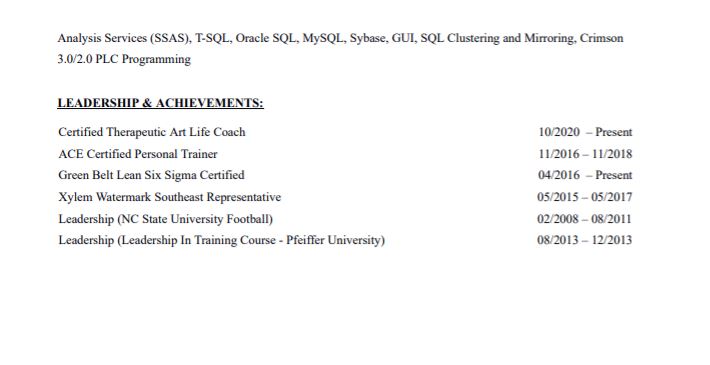 Analysis Services (SSAS), T-SQL, Oracle SQL, MySQL, Sybase, GUI, SQL Clustering and Mirroring, Crimson
3.0/2.0 PLC Programming
LEADERSHIP & ACHIEVEMENTS:
Certified Therapeutic Art Life Coach 10/2020 – Present
ACE Certified Personal Trainer 11/2016 – 11/2018
Green Belt Lean Six Sigma Certified 04/2016 – Present
Xylem Watermark Southeast Representative 05/2015 – 05/2017
Leadership (NC State University Football) 02/2008 – 08/2011
Leadership (Leadership In Training Course - Pfeiffer University) 08/2013 – 12/2013